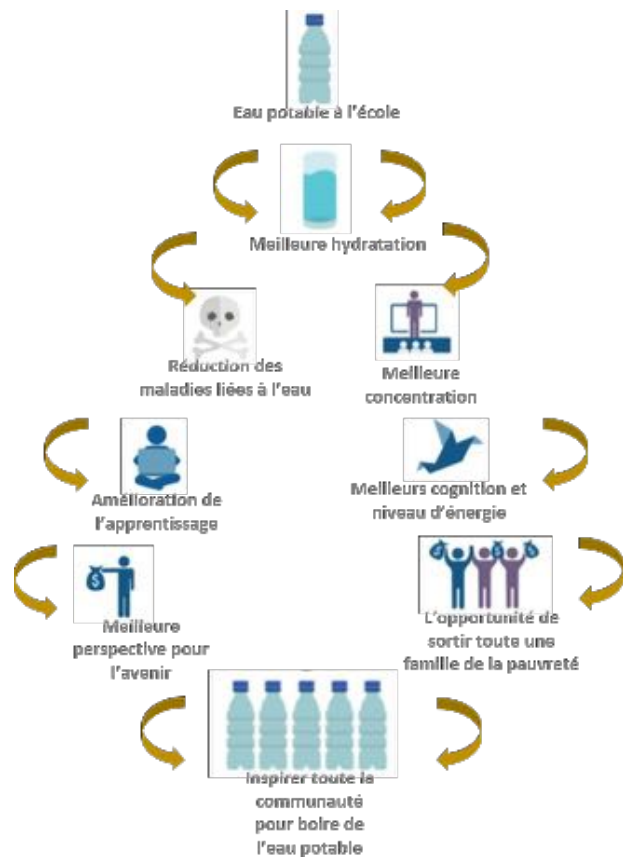 Eau potable à l'école
Meilleure hydratation
Réduction des
maladies liées à l'eau
Meilleure
concentration
Amélioration de
l'apprentissage
Meilleurs cognition et
niveau d'énergie
Meilleure
perspective pour
l'avenir
L'opportunité de
sortir toute une
famille de la pauvreté
Inspirer toute la
communauté
pour boire de
l'eau potable